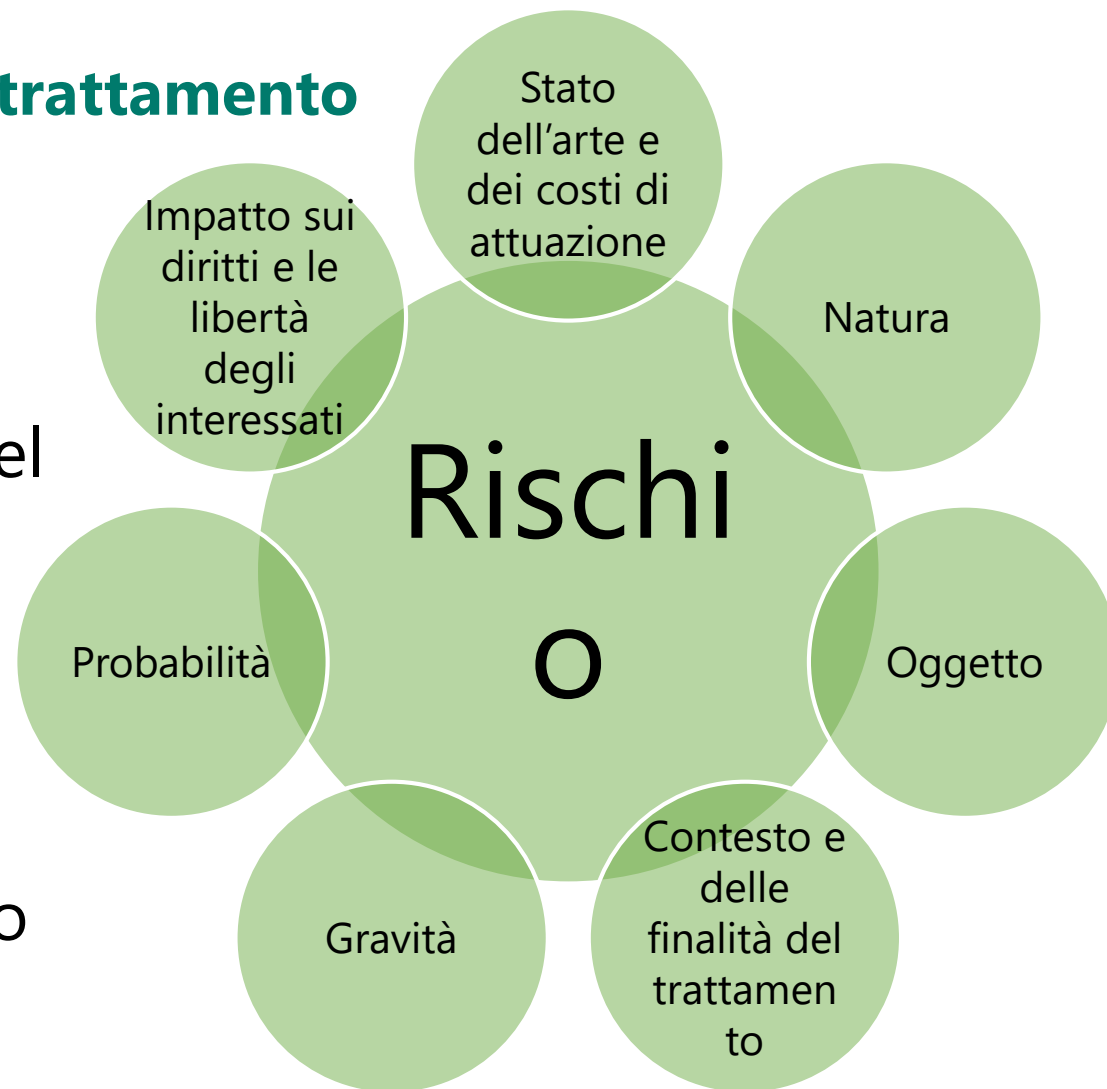 trattamento
Stato
dell'arte e
dei costi di
attuazione
Impatto sui
diritti e le
libertà
degli
interessati
Natura
el
Rischi
o
Probabilità
Oggetto
Contesto e
delle
finalità del
trattamen
to
Gravità
o